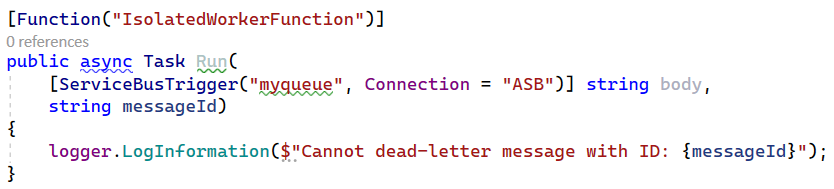 [Function("IsolatedWorkerFunction")]
0 references
public async Task Run(
    [ServiceBusTrigger("myqueue", Connection = "ASB")] string body,
    string messageId)
{
    logger.LogInformation($"Cannot dead-letter message with ID: {messageId}");
}